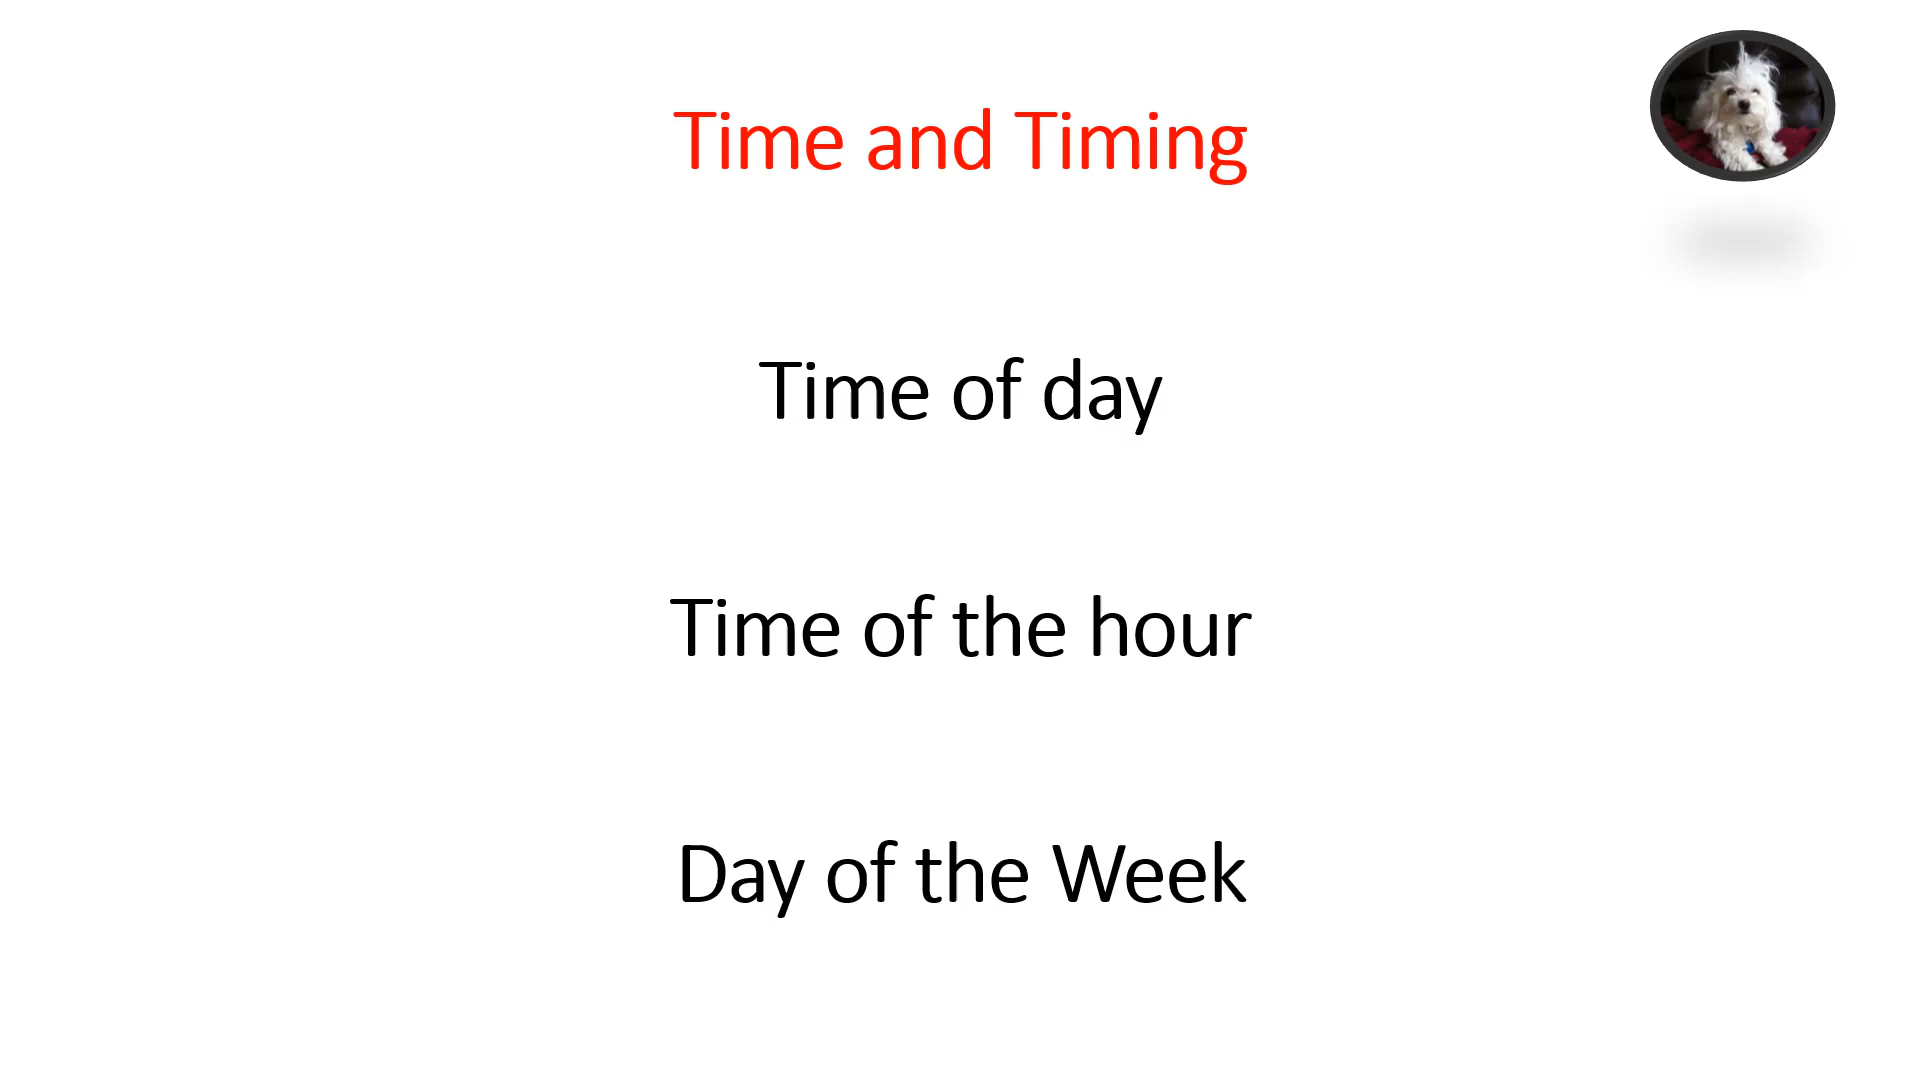 Time and Timing
Time of day
Time of the hour
Day of the Week